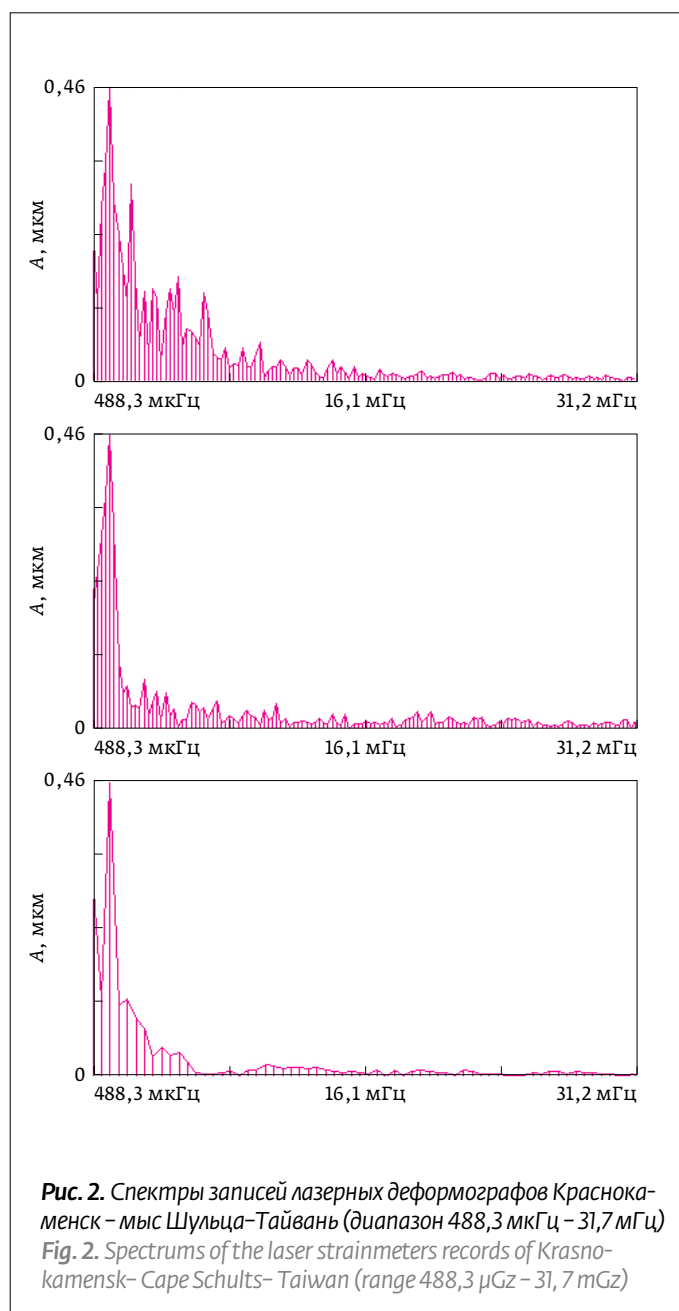 0,46
A, мкм
0
488,3 мкГц 16,1 мГц 31,2 мГц
0,46
A, мкм
0
488,3 мкГц 16,1 мГц 31,2 мГц
0,46
A, мкм
0
488,3 мкГц 16,1 мГц 31,2 мГц
Рис. 2. Спектры записей лазерных деформографов Краснока-
менск – мыс Шульца–Тайвань (диапазон 488,3 мкГц – 31,7 мГц)
Fig. 2. Spectrums of the laser strainmeters records of Krasno-
kamensk– Cape Schults– Taiwan (range 488,3 µGz – 31, 7 mGz)